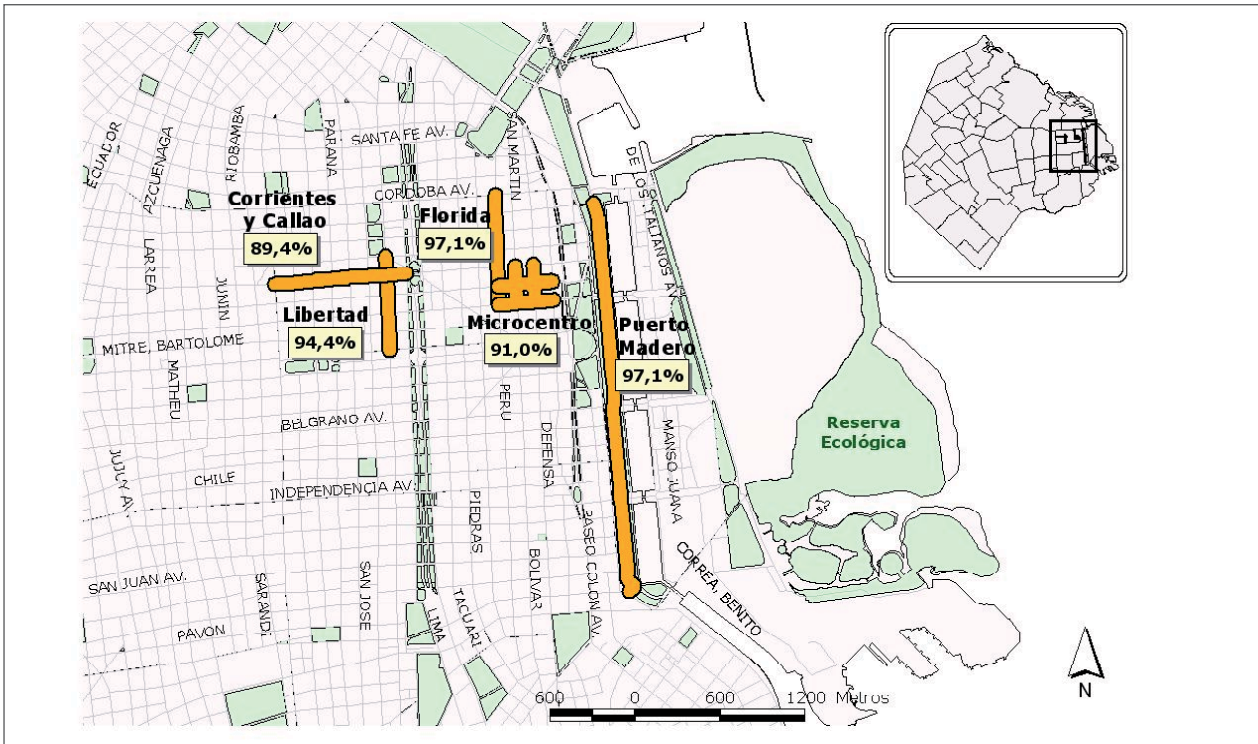 ECUADOR
AZCUENAGA
RIOBAMBA
PARANA
SANTA FE AV.
SAN MARTIN
DE LOS ITALIANOS AV.
CORDOBA AV.
Corrientes
y Callao
89,4%
Florida
97,1%
LARREA
JUNIN
Libertad
94,4%
Microcentro
91,0%
Puerto
Madero
97,1%
MITRE, BARTOLOME
MATHEU
PERU
BELGRANO AV.
DEFENSA
MANSO JUANA
Reserva
Ecológica
JUJUY AV.
CHILE
INDEPENDENCIA AV.
PIEDRAS
PASEO COLON AV.
BOLIVAR
CORREA, BENITO
SAN JUAN AV.
SARANDI
SAN JOSE
LIMA
TACUARI
PAVON
600 0 600 1200 Metros
N